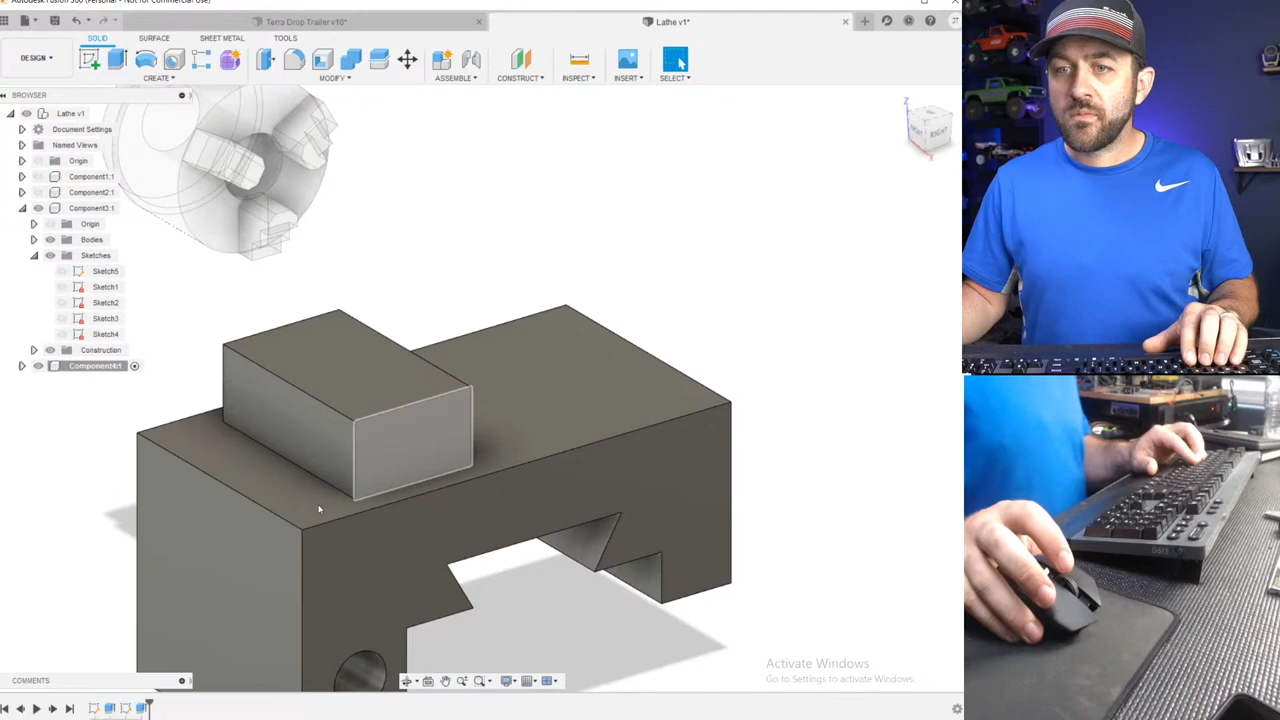 Autodesk Fusion 360 (Personal - Not for Commercial Use)
Terra Drop Trailer v10*
Lathe v1*
JT
SOLID
SURFACE
SHEET METAL
TOOLS
DESIGN
CREATE
MODIFY
ASSEMBLE
CONSTRUCT
INSPECT
INSERT
SELECT
BROWSER
Lathe v1
Document Settings
Named Views
Origin
Component1:1
Component2:1
Component3:1
Origin
Bodies
Sketches
Sketch5
Sketch1
Sketch2
Sketch3
Sketch4
Construction
Component4:1
Z
RIGHT
X
Activate Windows
Go to Settings to activate Windows.
COMMENTS
G613